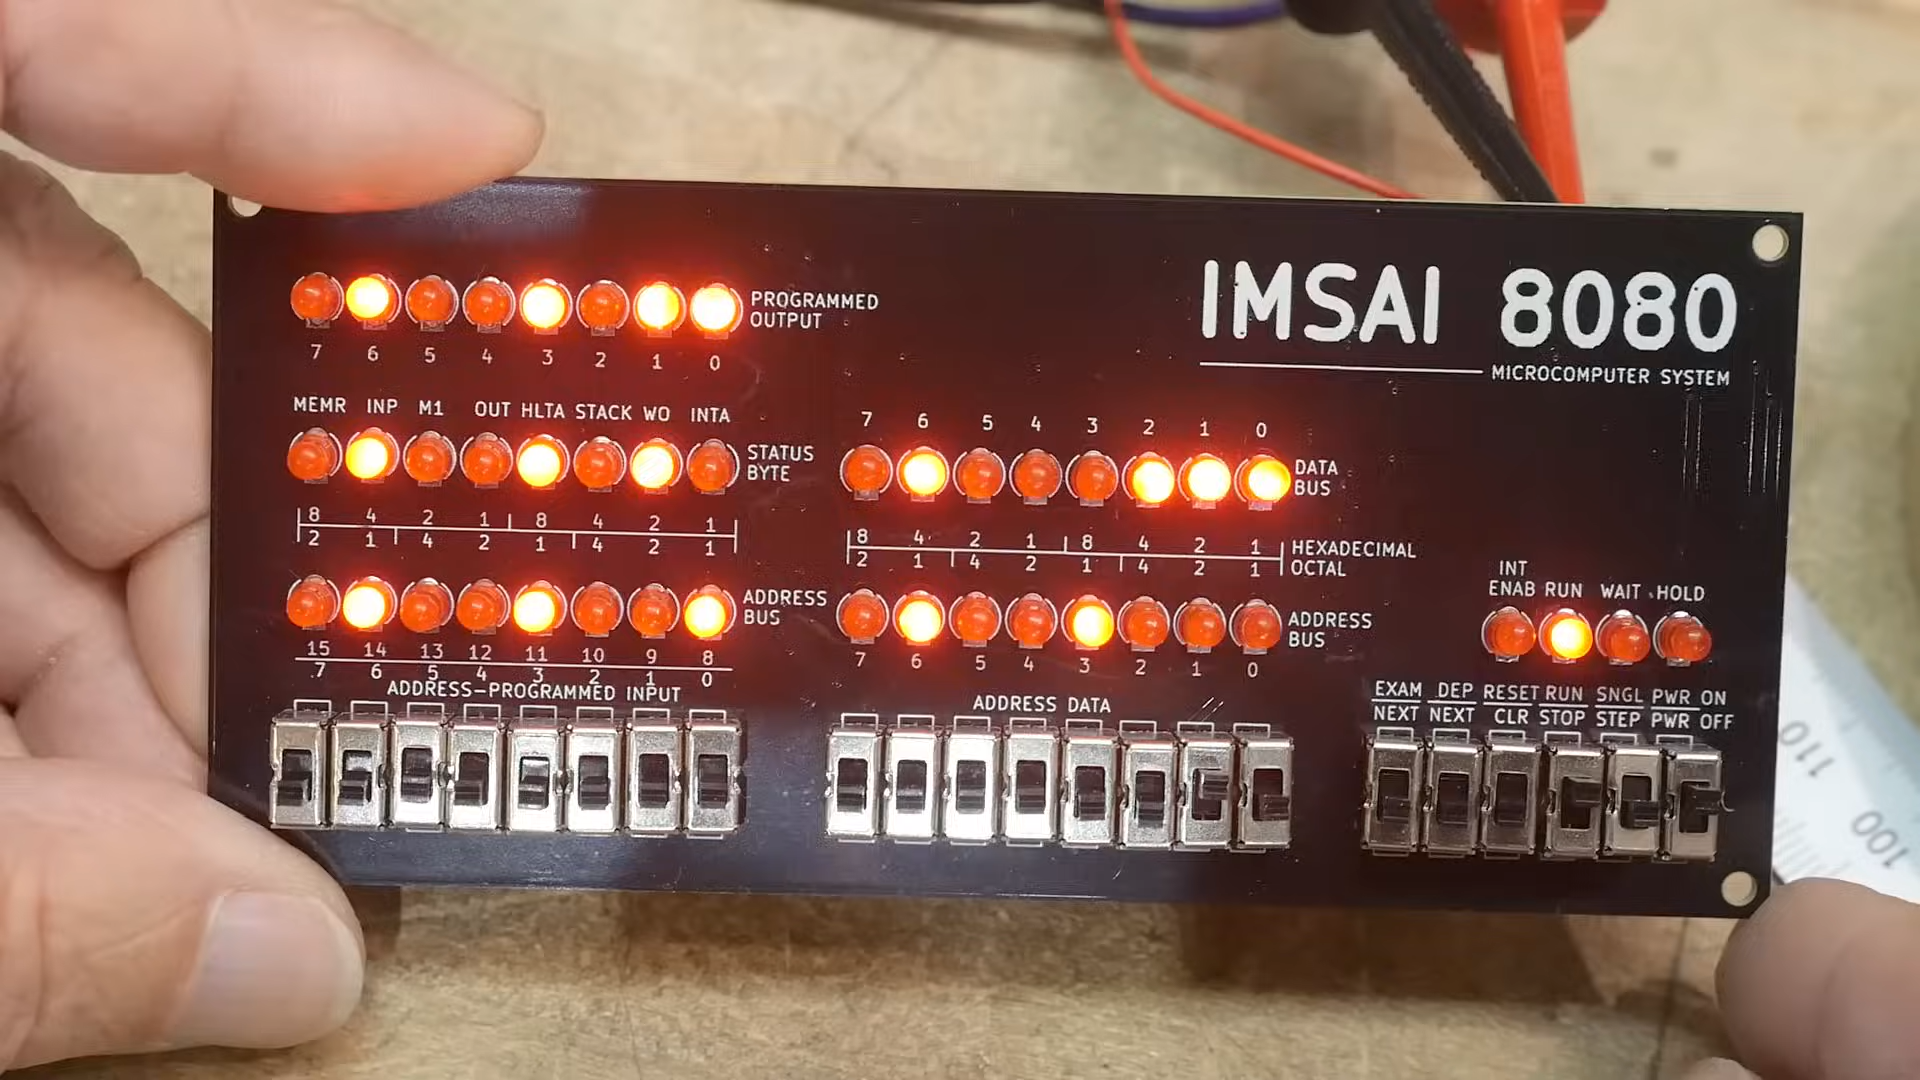 IMSAI 8080
MICROCOMPUTER SYSTEM
PROGRAMMED
OUTPUT
7 6 5 4 3 2 1 0
MEMR INP M1 OUT HLTA STACK WO INTA
STATUS
BYTE
7 6 5 4 3 2 1 0
DATA
BUS
8 4 2 1 8 4 2 1
2 1 4 2 1 4 2 1
8 4 2 1 8 4 2 1 HEXADECIMAL
2 1 4 2 1 4 2 1 OCTAL
ADDRESS
BUS
15 14 13 12 11 10 9 8
7 6 5 4 3 2 1 0
ADDRESS-PROGRAMMED INPUT
ADDRESS
BUS
7 6 5 4 3 2 1 0
ADDRESS DATA
INT
ENAB RUN WAIT HOLD
EXAM DEP RESET RUN SNGL PWR ON
NEXT NEXT CLR STOP STEP PWR OFF
110
100